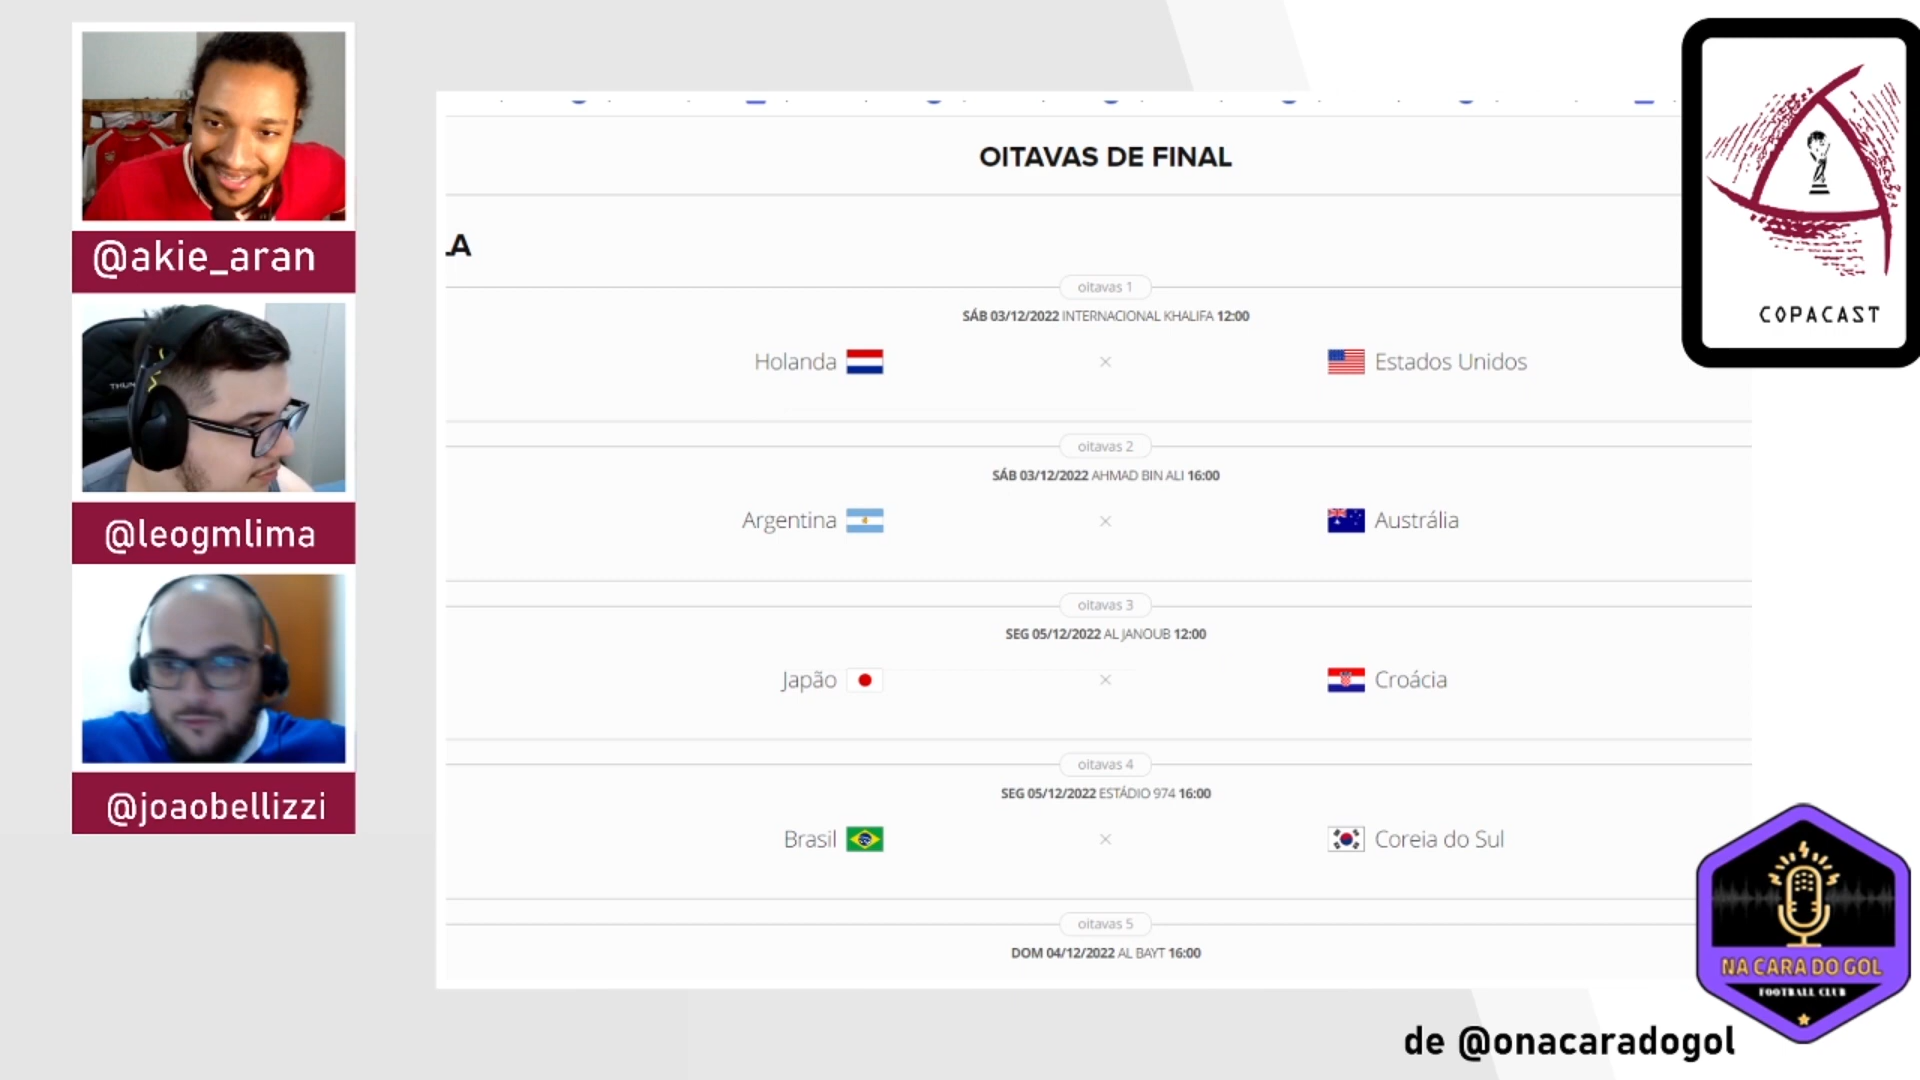 @akie_aran
@leogmlima
@joaobellizzi
OITAVAS DE FINAL
.A
oitavas 1
SÁB 03/12/2022 INTERNACIONAL KHALIFA 12:00
Holanda × Estados Unidos
oitavas 2
SÁB 03/12/2022 AHMAD BIN ALI 16:00
Argentina × Austrália
oitavas 3
SEG 05/12/2022 AL JANOUB 12:00
Japão × Croácia
oitavas 4
SEG 05/12/2022 ESTÁDIO 974 16:00
Brasil × Coreia do Sul
oitavas 5
DOM 04/12/2022 AL BAYT 16:00
COPACAST
NA CARA DO GOL
FOOTBALL CLUB
de @onacaradogol